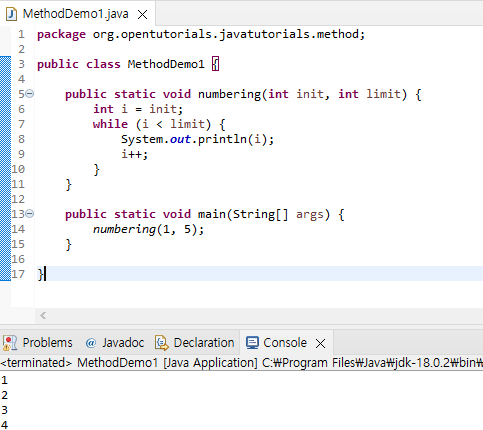 MethodDemo1.java
1 package org.opentutorials.javatutorials.method;
2
3 public class MethodDemo1 {
4
5     public static void numbering(int init, int limit) {
6         int i = init;
7         while (i < limit) {
8             System.out.println(i);
9             i++;
10         }
11     }
12
13     public static void main(String[] args) {
14         numbering(1, 5);
15     }
16
17 }
Problems @ Javadoc Declaration Console
<terminated> MethodDemo1 [Java Application] C:₩Program Files₩Java₩jdk-18.0.2₩bin₩
1
2
3
4